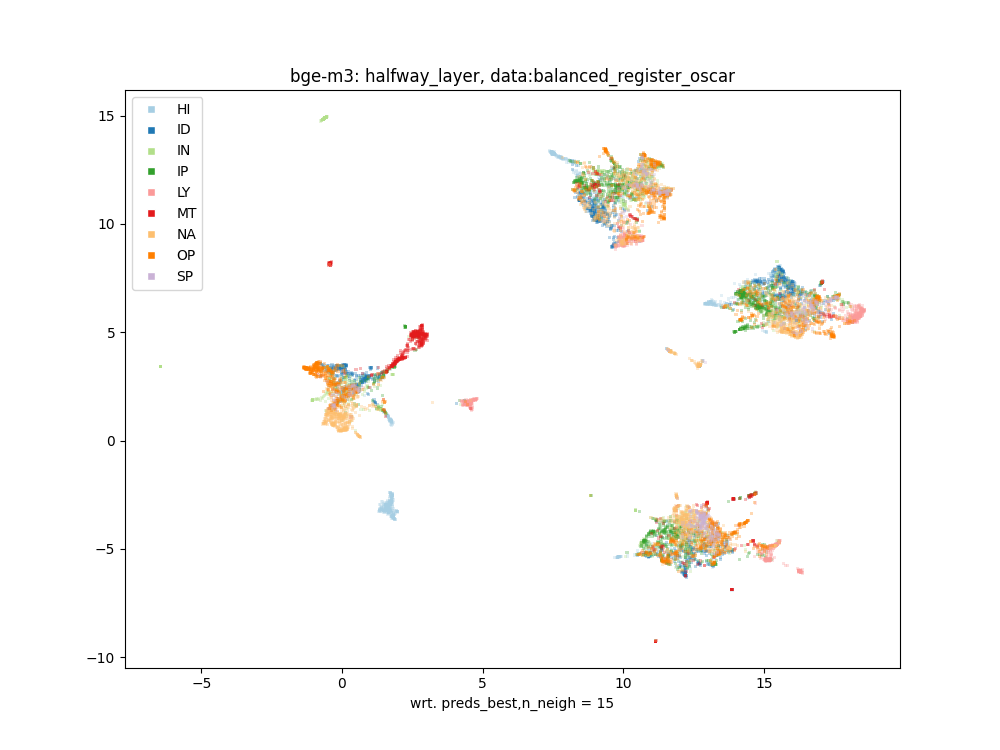 bge-m3: halfway_layer, data:balanced_register_oscar
HI
ID
IN
IP
LY
MT
NA
OP
SP
15
10
5
0
−5
−10
−5
0
5
10
15
wrt. preds_best,n_neigh = 15